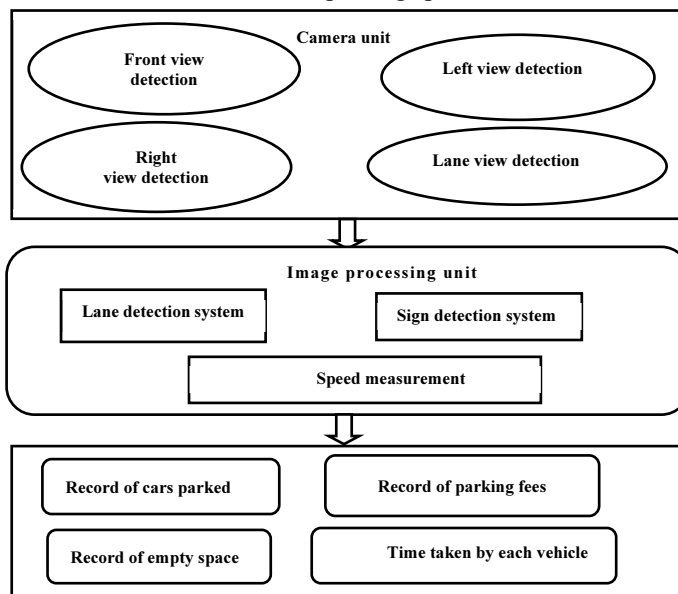 Camera unit
Front view
detection
Left view detection
Right
view detection
Lane view detection
Image processing unit
Lane detection system
Sign detection system
Speed measurement
Record of cars parked
Record of parking fees
Record of empty space
Time taken by each vehicle